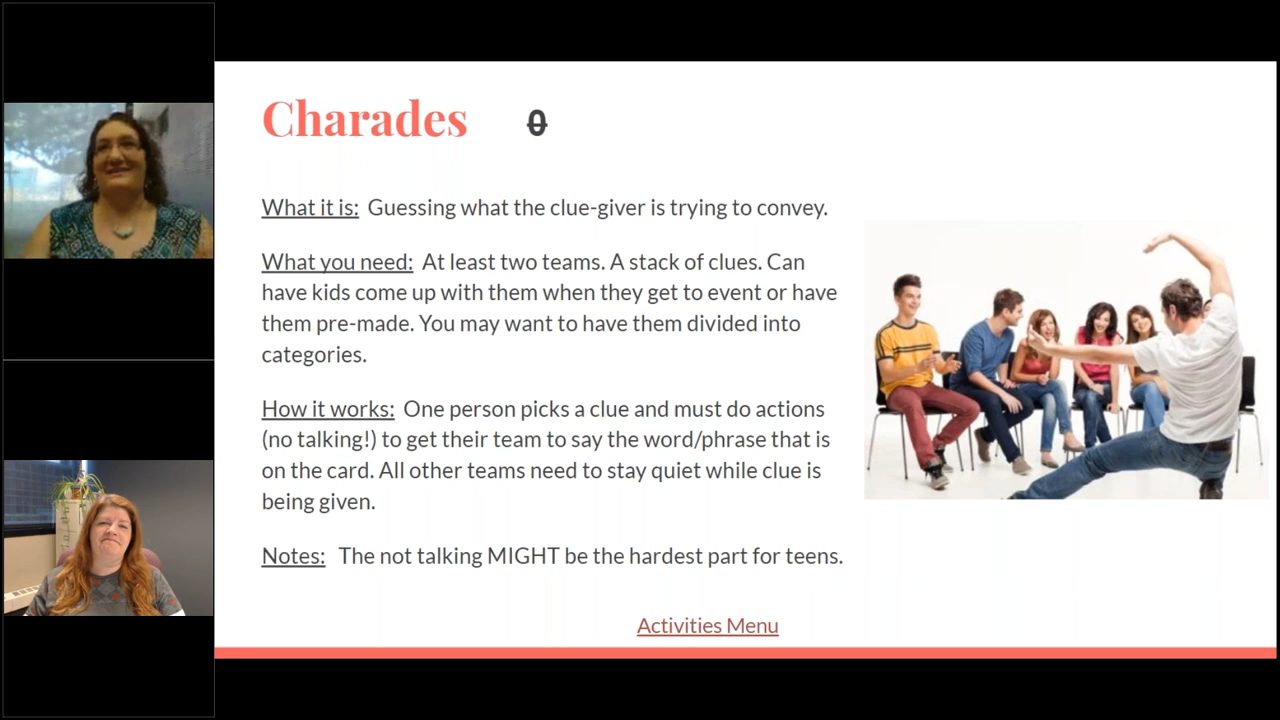 Charades 0
What it is: Guessing what the clue-giver is trying to convey.
What you need: At least two teams. A stack of clues. Can
have kids come up with them when they get to event or have
them pre-made. You may want to have them divided into
categories.
How it works: One person picks a clue and must do actions
(no talking!) to get their team to say the word/phrase that is
on the card. All other teams need to stay quiet while clue is
being given.
Notes: The not talking MIGHT be the hardest part for teens.
Activities Menu